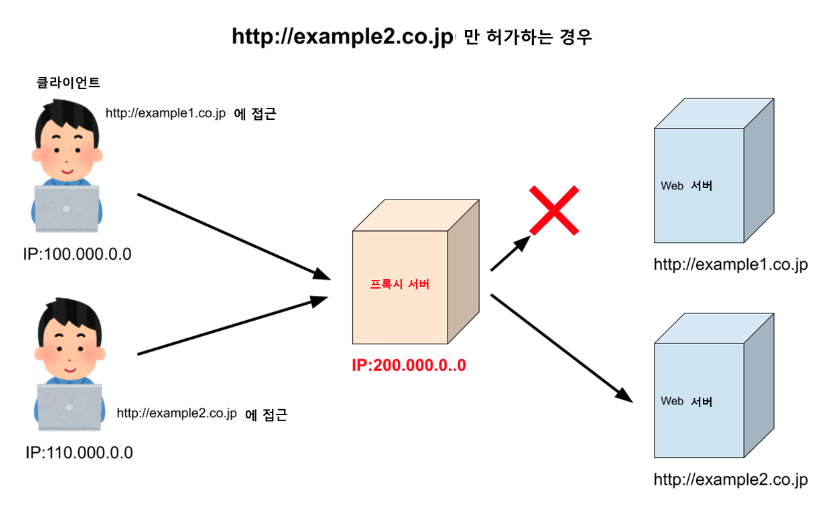 http://example2.co.jp 만 허가하는 경우
클라이언트
http://example1.co.jp 에 접근
IP:100.000.0.0
프록시 서버
IP:200.000.0..0
Web 서버
http://example1.co.jp
http://example2.co.jp 에 접근
IP:110.000.0.0
Web 서버
http://example2.co.jp